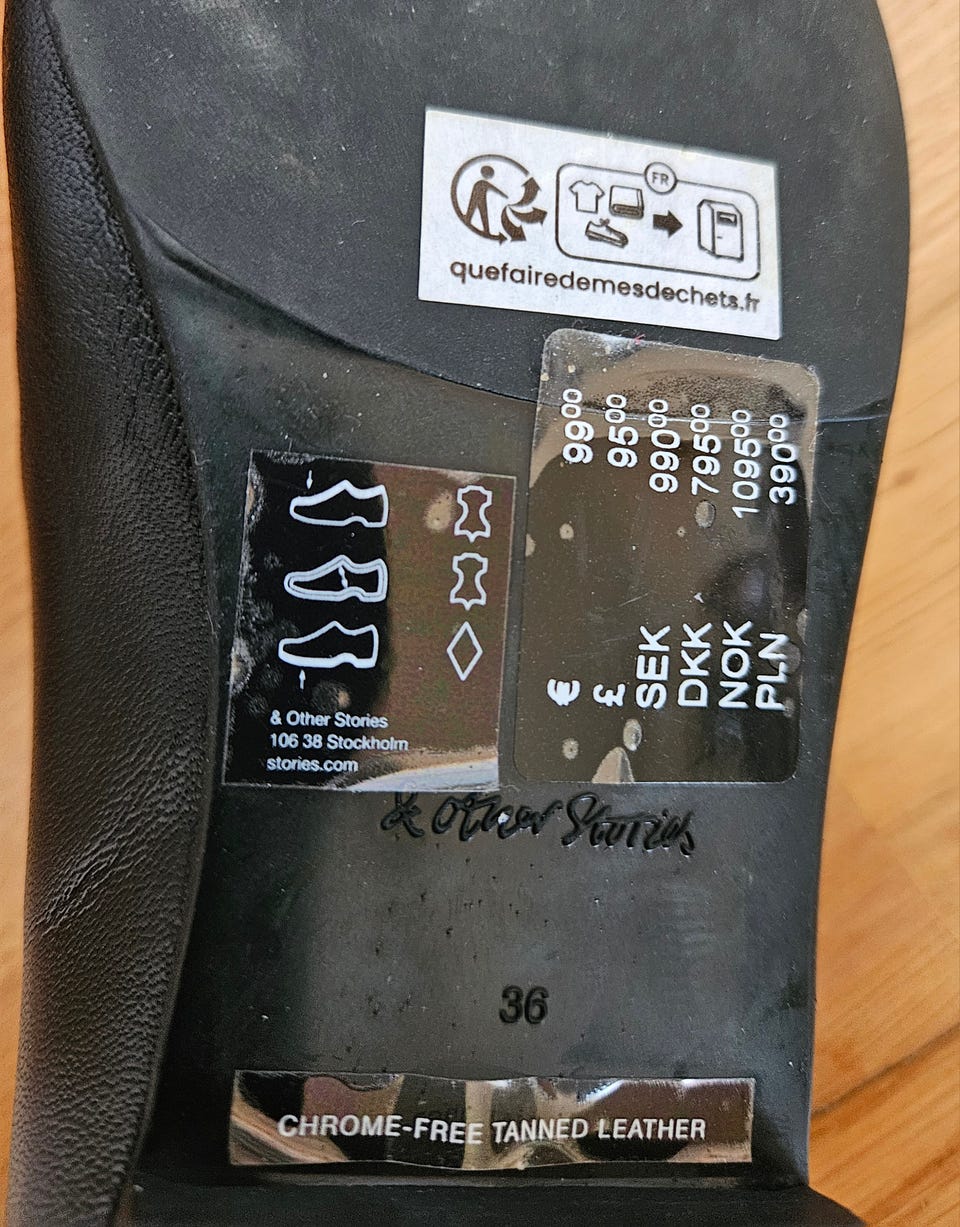 FR
quefairedemesdechets.fr
€ 99⁰⁰
£ 95⁰⁰
SEK 990⁰⁰
DKK 795⁰⁰
NOK 1095⁰⁰
PLN 390⁰⁰
& Other Stories
106 38 Stockholm
stories.com
& Other Stories
36
CHROME-FREE TANNED LEATHER